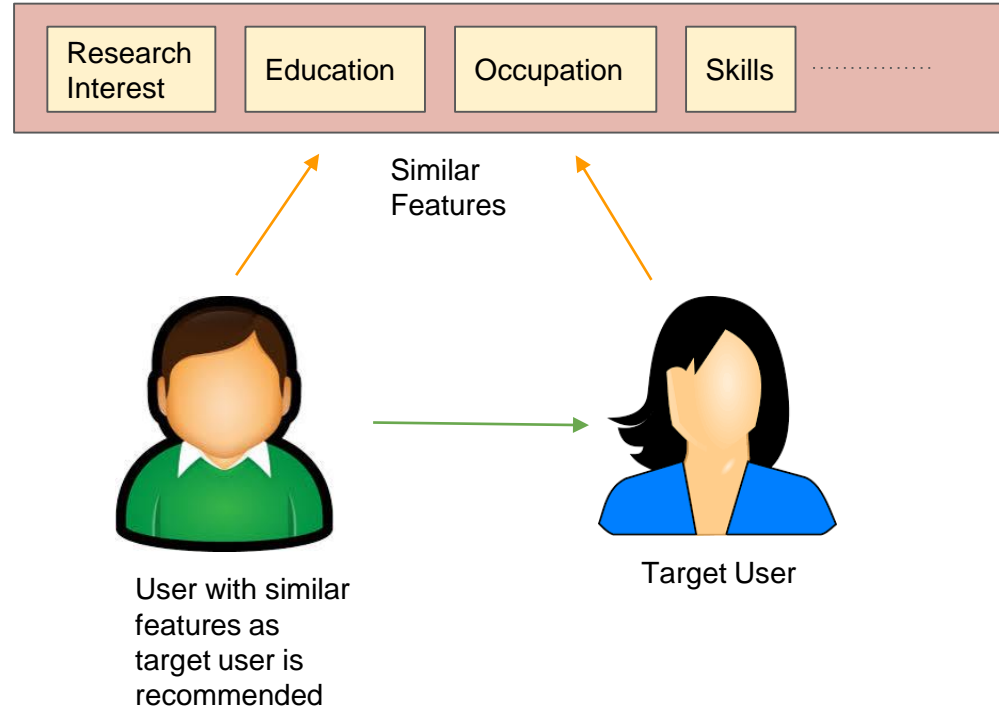 Research
Interest
Education
Occupation
Skills
................
Similar
Features
User with similar
features as
target user is
recommended
Target User